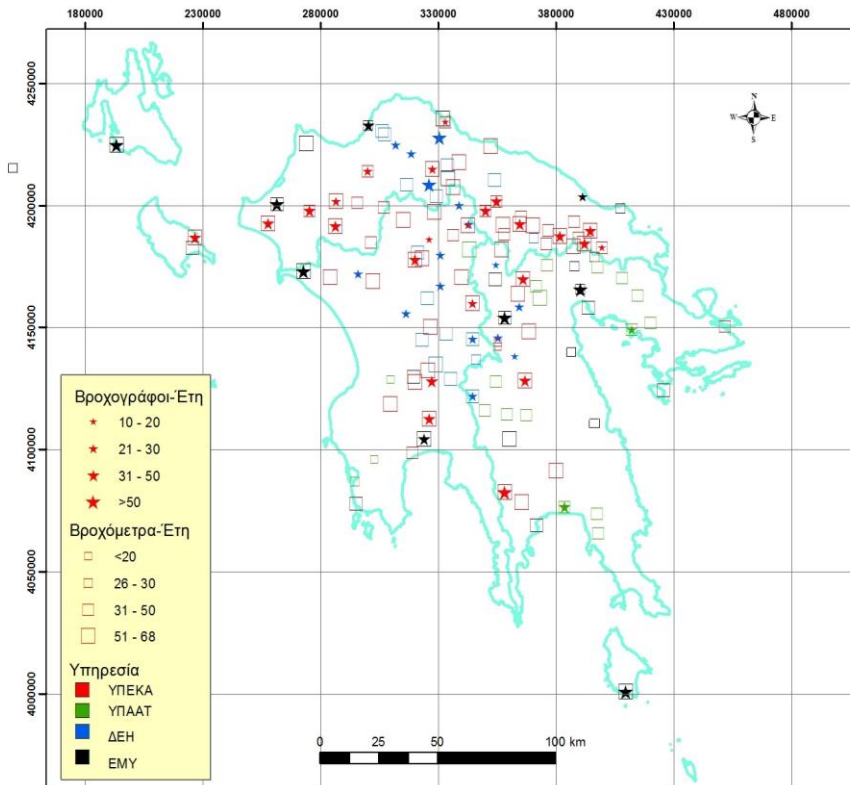 180000 230000 280000 330000 380000 430000 480000
4250000
4200000
4150000
4100000
4050000
4000000
N
W E
S
Βροχογράφοι-Έτη
10 - 20
21 - 30
31 - 50
>50
Βροχόμετρα-Έτη
<20
26 - 30
31 - 50
51 - 68
Υπηρεσία
ΥΠΕΚΑ
ΥΠΑΑΤ
ΔΕΗ
ΕΜΥ
0 25 50 100 km